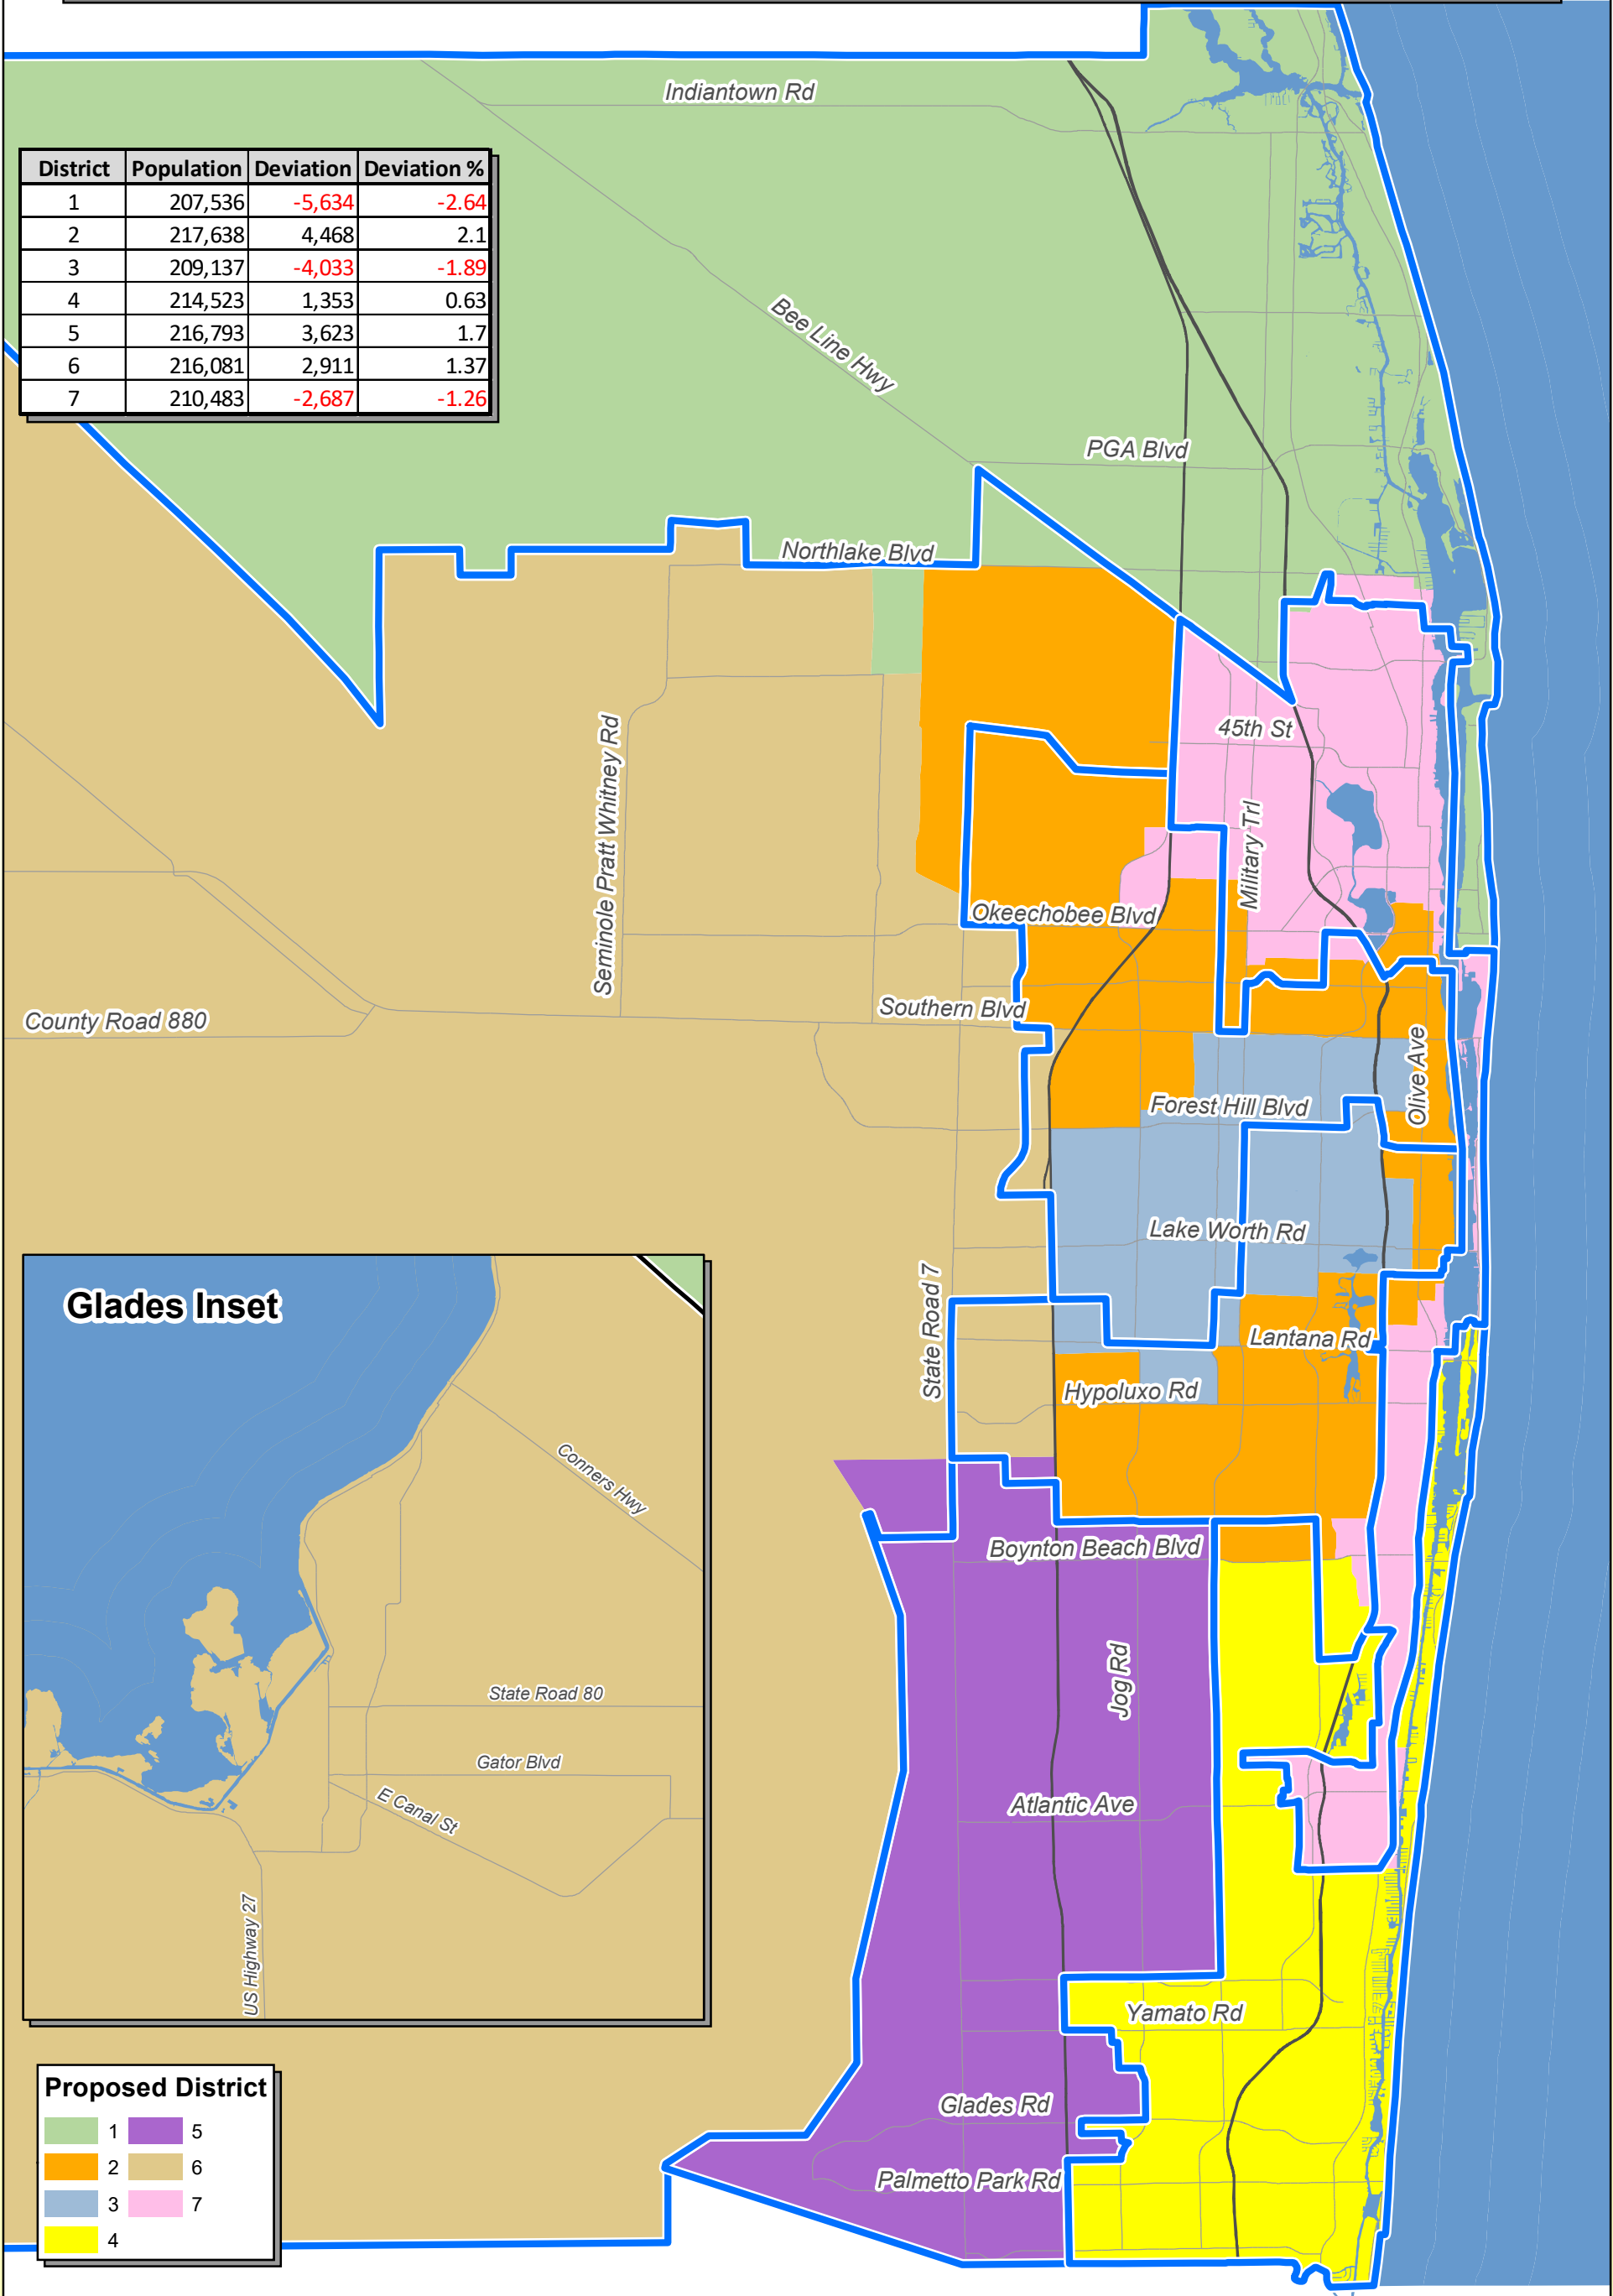 Indiantown Rd
District Population Deviation Deviation %
1 207,536 -5,634 -2.64
2 217,638 4,468 2.1
3 209,137 -4,033 -1.89
4 214,523 1,353 0.63
5 216,793 3,623 1.7
6 216,081 2,911 1.37
7 210,483 -2,687 -1.26
Bee Line Hwy
PGA Blvd
Northlake Blvd
45th St
Seminole Pratt Whitney Rd
Military Trl
Okeechobee Blvd
Southern Blvd
County Road 880
Olive Ave
Forest Hill Blvd
Lake Worth Rd
State Road 7
Lantana Rd
Hypoluxo Rd
Glades Inset
Conners Hwy
State Road 80
Gator Blvd
E Canal St
US Highway 27
Boynton Beach Blvd
Jog Rd
Atlantic Ave
Yamato Rd
Glades Rd
Palmetto Park Rd
Proposed District
1 5
2 6
3 7
4